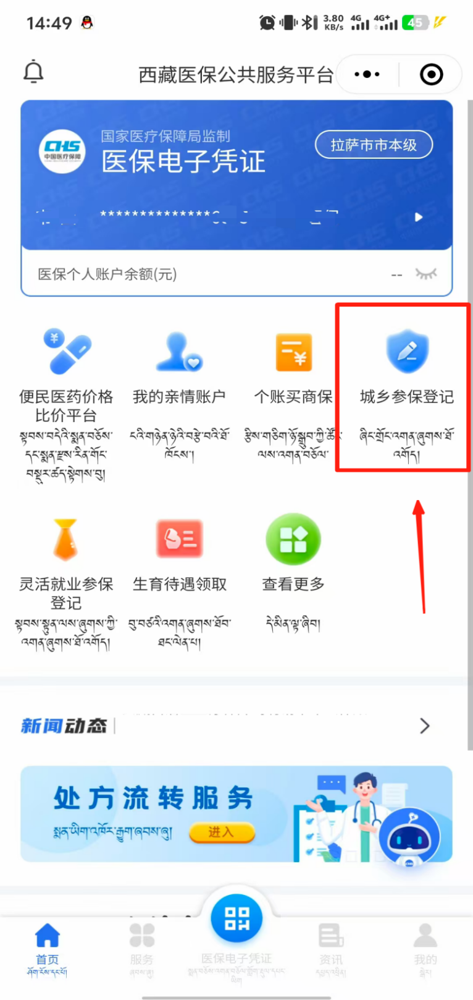 14:49
3.80 KB/s 4G 4G+ 45
西藏医保公共服务平台
国家医疗保障局监制
CHS
中国医疗保障
医保电子凭证
拉萨市市本级
**************
医保个人账户余额(元) --
便民医药价格
比价平台
སྟབས་བདེའི་སྨན་བཅོས་
དང་སྨན་རྫས་རིན་གོང་
བསྡུར་ཚད་སྟེགས་བུ།
我的亲情账户
ངའི་གཉེན་ཉེའི་བརྩེ་བའི་ཐོ་
ཁོངས་།
个账买商保
ལས་འགན་བཅོལ་
城乡参保登记
ཞིང་གྲོང་འགན་ཞུགས་ཐོ་
འགོད།
灵活就业参保
登记
སྟབས་སྟུན་ལས་ཞུགས་ཀྱི་
འགན་ཞུགས་ཐོ་འགོད།
生育待遇领取
བུ་བཙའི་འགན་ཞུགས་ཐོབ་
ཐང་ལེན་པ།
查看更多
དེ་མིན་ལྟ་ཞིབ།
新闻动态
处方流转服务
སྨན་ཡིག་འཁོར་རྒྱུག་ཞབས་ཞུ།
进入
首页
ཤོག་ངོས་དང་པོ།
服务
ཞབས་ཞུ།
医保电子凭证
སྨན་བཅོས་འགན་བཅོལ་གློག་རྡུལ་དཔང་
ཡིག
资讯
དཔྱད་འཕྲིན།
我的
ངེར།